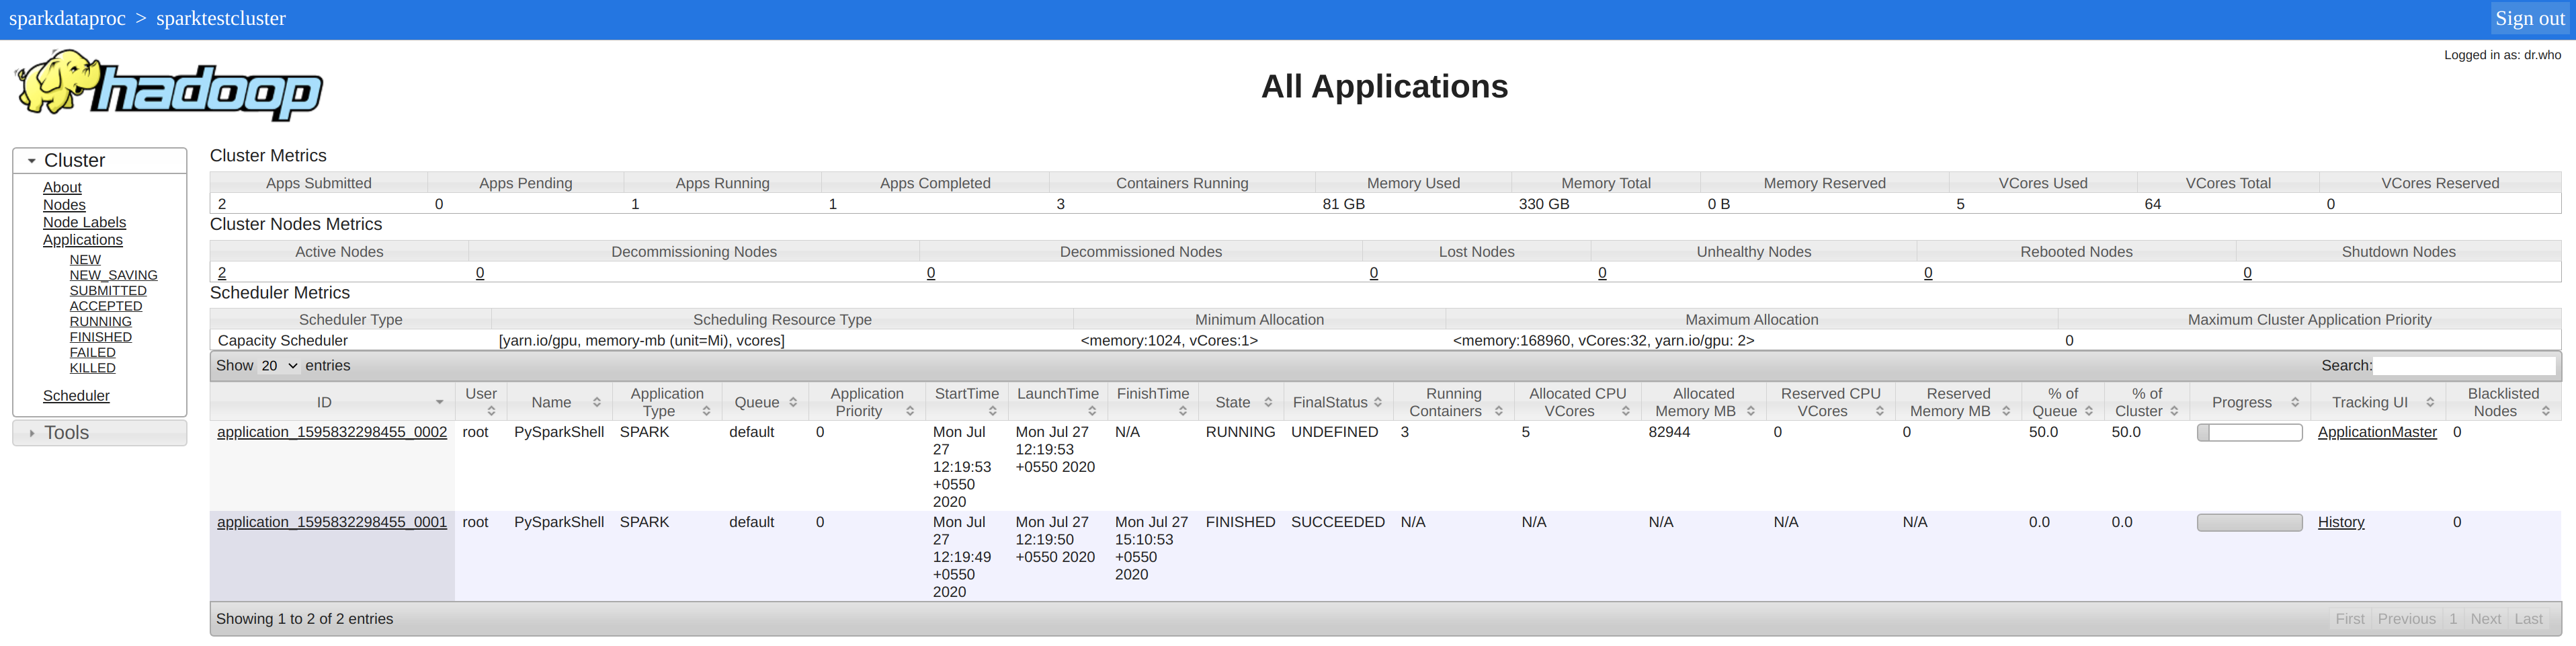 sparkdataproc > sparktestcluster
Sign out
hadoop
Logged in as: dr.who
All Applications
Cluster
About
Nodes
Node Labels
Applications
NEW
NEW_SAVING
SUBMITTED
ACCEPTED
RUNNING
FINISHED
FAILED
KILLED
Scheduler
Tools
Cluster Metrics
Apps Submitted Apps Pending Apps Running Apps Completed Containers Running Memory Used Memory Total Memory Reserved VCores Used VCores Total VCores Reserved
2 0 1 1 3 81 GB 330 GB 0 B 5 64 0
Cluster Nodes Metrics
Active Nodes Decommissioning Nodes Decommissioned Nodes Lost Nodes Unhealthy Nodes Rebooted Nodes Shutdown Nodes
2 0 0 0 0 0 0
Scheduler Metrics
Scheduler Type Scheduling Resource Type Minimum Allocation Maximum Allocation Maximum Cluster Application Priority
Capacity Scheduler [yarn.io/gpu, memory-mb (unit=Mi), vcores] <memory:1024, vCores:1> <memory:168960, vCores:32, yarn.io/gpu: 2> 0
Show 20 entries Search:
ID User Name Application Type Queue Application Priority StartTime LaunchTime FinishTime State FinalStatus Running Containers Allocated CPU VCores Allocated Memory MB Reserved CPU VCores Reserved Memory MB % of Queue % of Cluster Progress Tracking UI Blacklisted Nodes
application_1595832298455_0002 root PySparkShell SPARK default 0 Mon Jul 27 12:19:53 +0550 2020 Mon Jul 27 12:19:53 +0550 2020 N/A RUNNING UNDEFINED 3 5 82944 0 0 50.0 50.0 ApplicationMaster 0
application_1595832298455_0001 root PySparkShell SPARK default 0 Mon Jul 27 12:19:49 +0550 2020 Mon Jul 27 12:19:50 +0550 2020 Mon Jul 27 15:10:53 +0550 2020 FINISHED SUCCEEDED N/A N/A N/A N/A N/A 0.0 0.0 History 0
Showing 1 to 2 of 2 entries
First Previous 1 Next Last